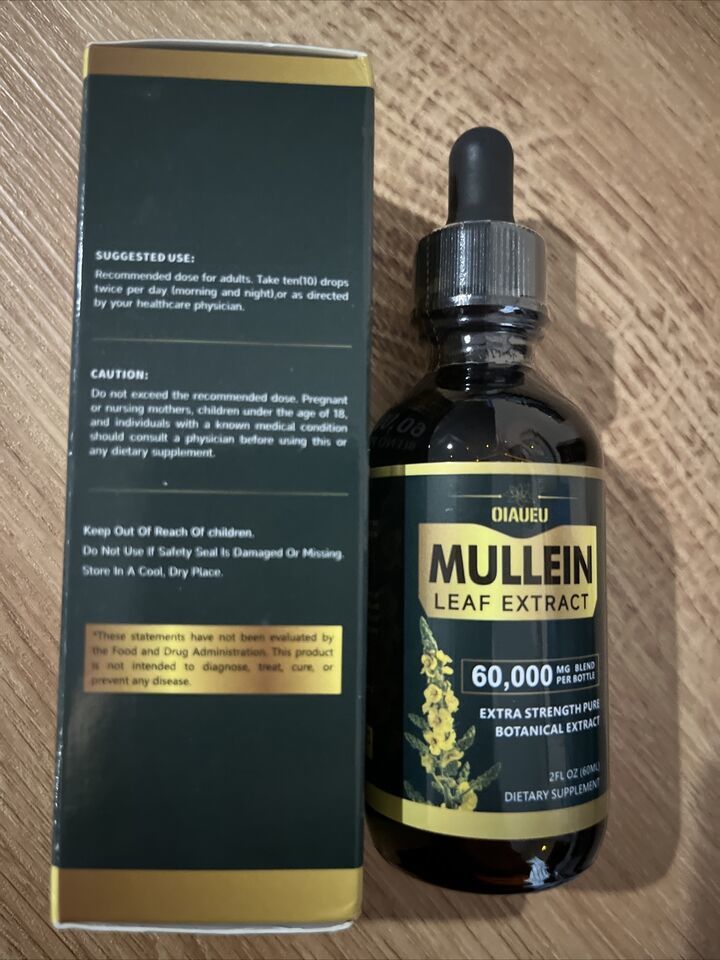 SUGGESTED USE:
Recommended dose for adults. Take ten(10) drops
twice per day (morning and night),or as directed
by your healthcare physician.
CAUTION:
Do not exceed the recommended dose. Pregnant
or nursing mothers, children under the age of 18,
and individuals with a known medical condition
should consult a physician before using this or
any dietary supplement.
Keep Out Of Reach Of children.
Do Not Use If Safety Seal Is Damaged Or Missing.
Store In A Cool, Dry Place.
*These statements have not been evaluated by
the Food and Drug Administration. This product
is not intended to diagnose, treat, cure, or
prevent any disease.
OIAUEU
MULLEIN
LEAF EXTRACT
60,000 MG BLEND
PER BOTTLE
EXTRA STRENGTH PURE
BOTANICAL EXTRACT
2FL OZ (60ML)
DIETARY SUPPLEMENT